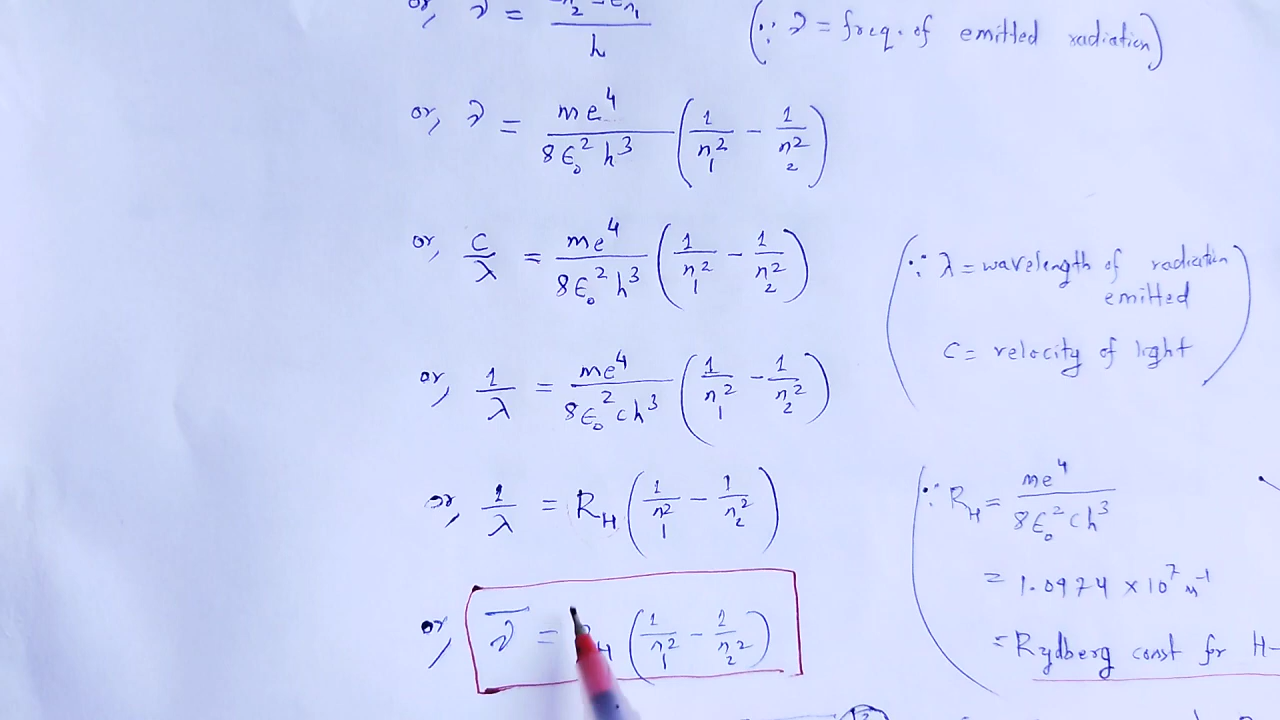 or, ν = (En₂ − En₁)/h (∵ ν = freq. of emitted radiation)
or, ν = me⁴/8ϵ₀²h³ (1/n₁² − 1/n₂²)
or, c/λ = me⁴/8ϵ₀²h³ (1/n₁² − 1/n₂²)
(∵ λ = wavelength of radiation
emitted
C = velocity of light)
or, 1/λ = me⁴/8ϵ₀²ch³ (1/n₁² − 1/n₂²)
or, 1/λ = R_H (1/n₁² − 1/n₂²)
(∵ R_H = me⁴/8ϵ₀²ch³
= 1.0974 × 10⁷ m⁻¹
= Rydberg const for H-
or, ν̅ = R_H (1/n₁² − 1/n₂²)